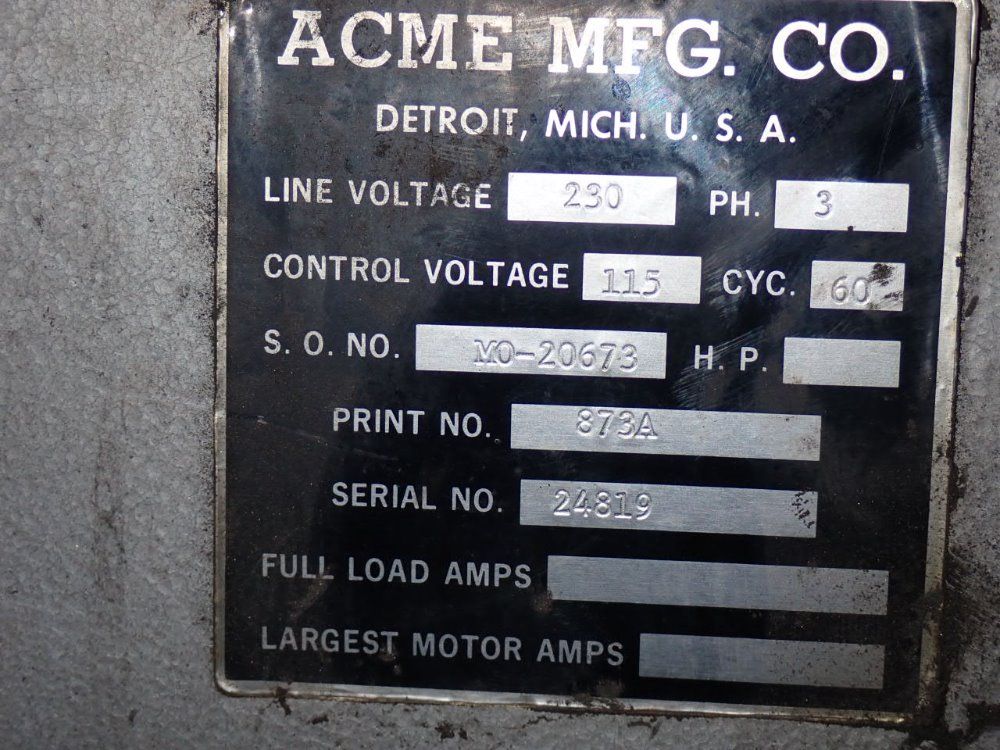 ACME MFG. CO.
DETROIT, MICH. U. S. A.
LINE VOLTAGE 230 PH. 3
CONTROL VOLTAGE 115 CYC. 60
S. O. NO. MO-20673 H. P.
PRINT NO. 873A
SERIAL NO. 24819
FULL LOAD AMPS
LARGEST MOTOR AMPS